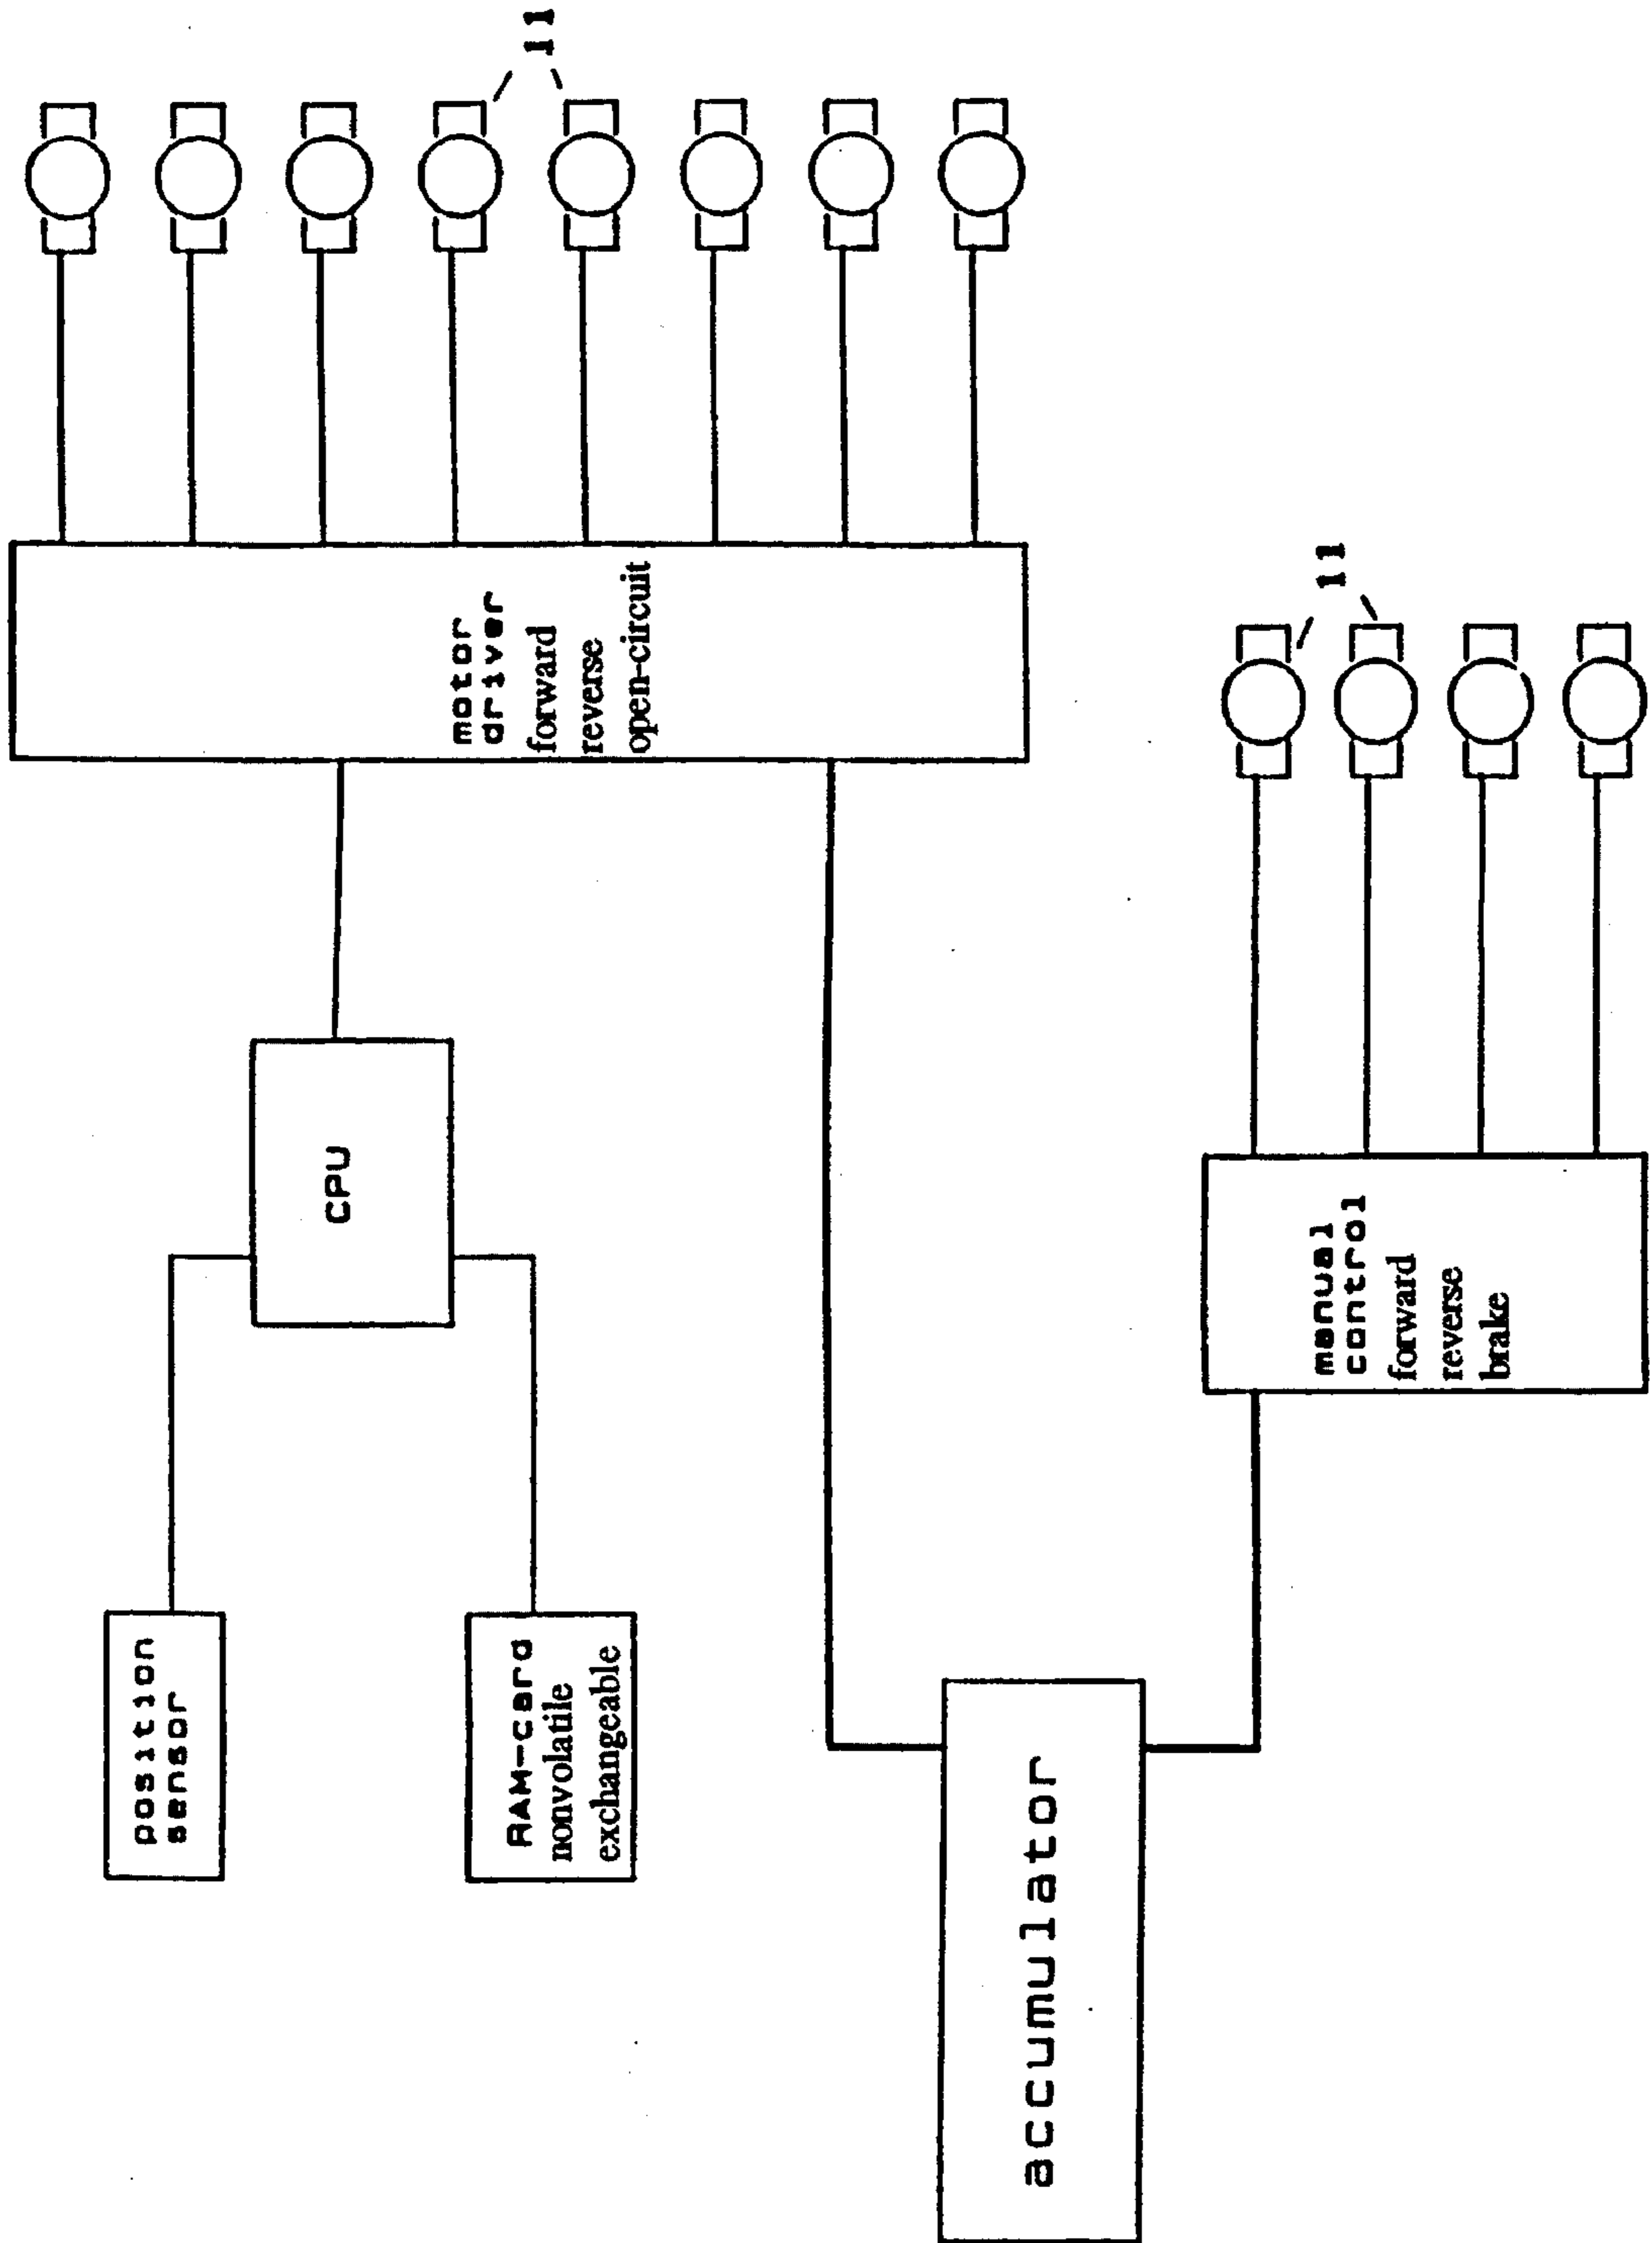 11
motor
driver
forward
reverse
open-circuit
CPU
position
sensor
RAM-card
nonvolatile
exchangeable
11
manual
control
forward
reverse
brake
accumulator